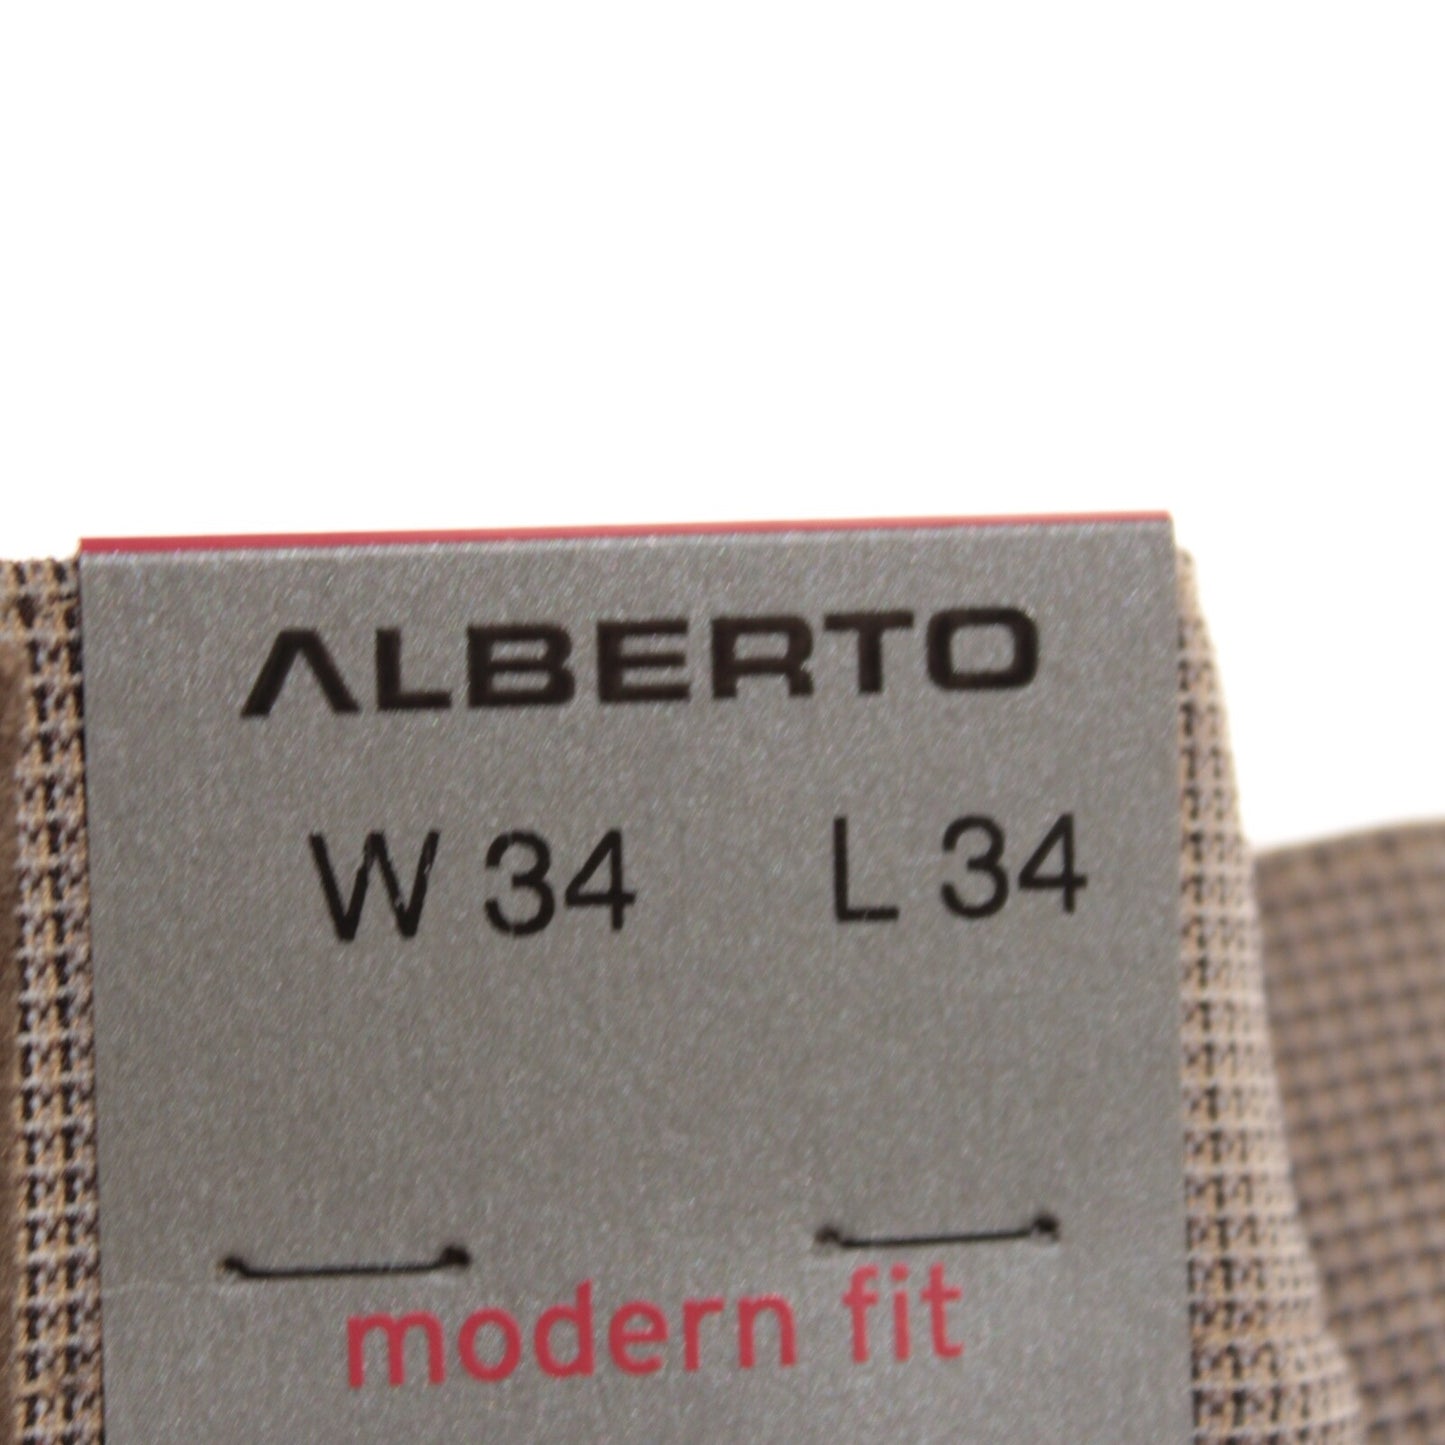 ALBERTO
W 34 L 34
modern fit